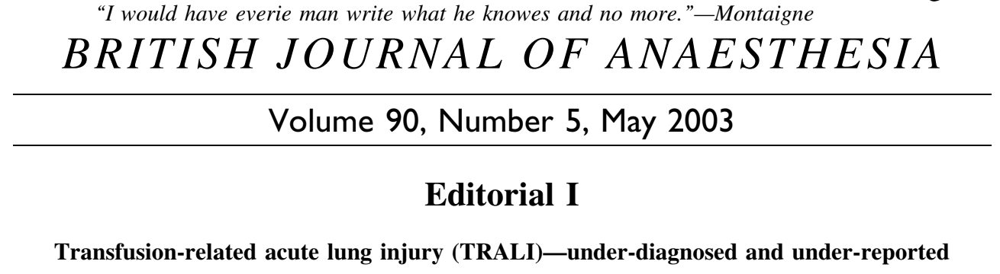 “I would have everie man write what he knowes and no more.”—Montaigne
BRITISH JOURNAL OF ANAESTHESIA
Volume 90, Number 5, May 2003
Editorial I
Transfusion-related acute lung injury (TRALI)—under-diagnosed and under-reported